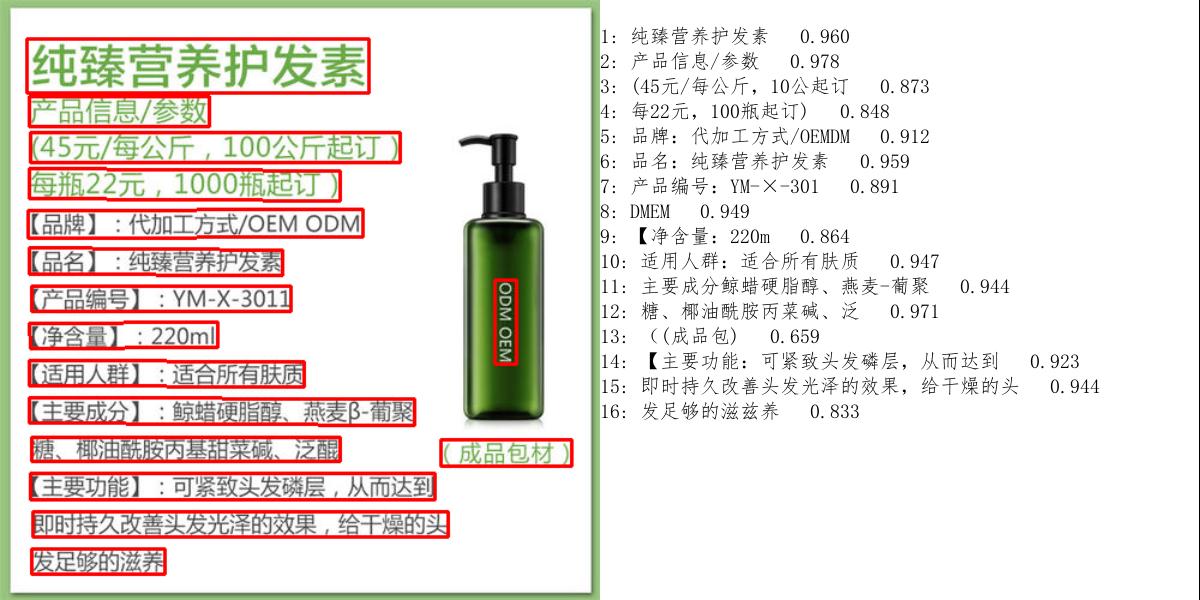 纯臻营养护发素
产品信息/参数
(45元/每公斤，100公斤起订)
每瓶22元，1000瓶起订)
【品牌】：代加工方式/OEM ODM
【品名】：纯臻营养护发素
【产品编号】：YM-X-3011
【净含量】：220ml
【适用人群】：适合所有肤质
【主要成分】：鲸蜡硬脂醇、燕麦β-葡聚
糖、椰油酰胺丙基甜菜碱、泛醌
【主要功能】：可紧致头发磷层，从而达到
即时持久改善头发光泽的效果，给干燥的头
发足够的滋养
ODM OEM
(成品包材)
1: 纯臻营养护发素 0.960
2: 产品信息/参数 0.978
3: (45元/每公斤，10公起订 0.873
4: 每22元，100瓶起订) 0.848
5: 品牌：代加工方式/OEMDM 0.912
6: 品名：纯臻营养护发素 0.959
7: 产品编号：YM-×-301 0.891
8: DMEM 0.949
9: 【净含量：220m 0.864
10: 适用人群：适合所有肤质 0.947
11: 主要成分鲸蜡硬脂醇、燕麦-葡聚 0.944
12: 糖、椰油酰胺丙菜碱、泛 0.971
13: （(成品包) 0.659
14: 【主要功能：可紧致头发磷层，从而达到 0.923
15: 即时持久改善头发光泽的效果，给干燥的头 0.944
16: 发足够的滋滋养 0.833